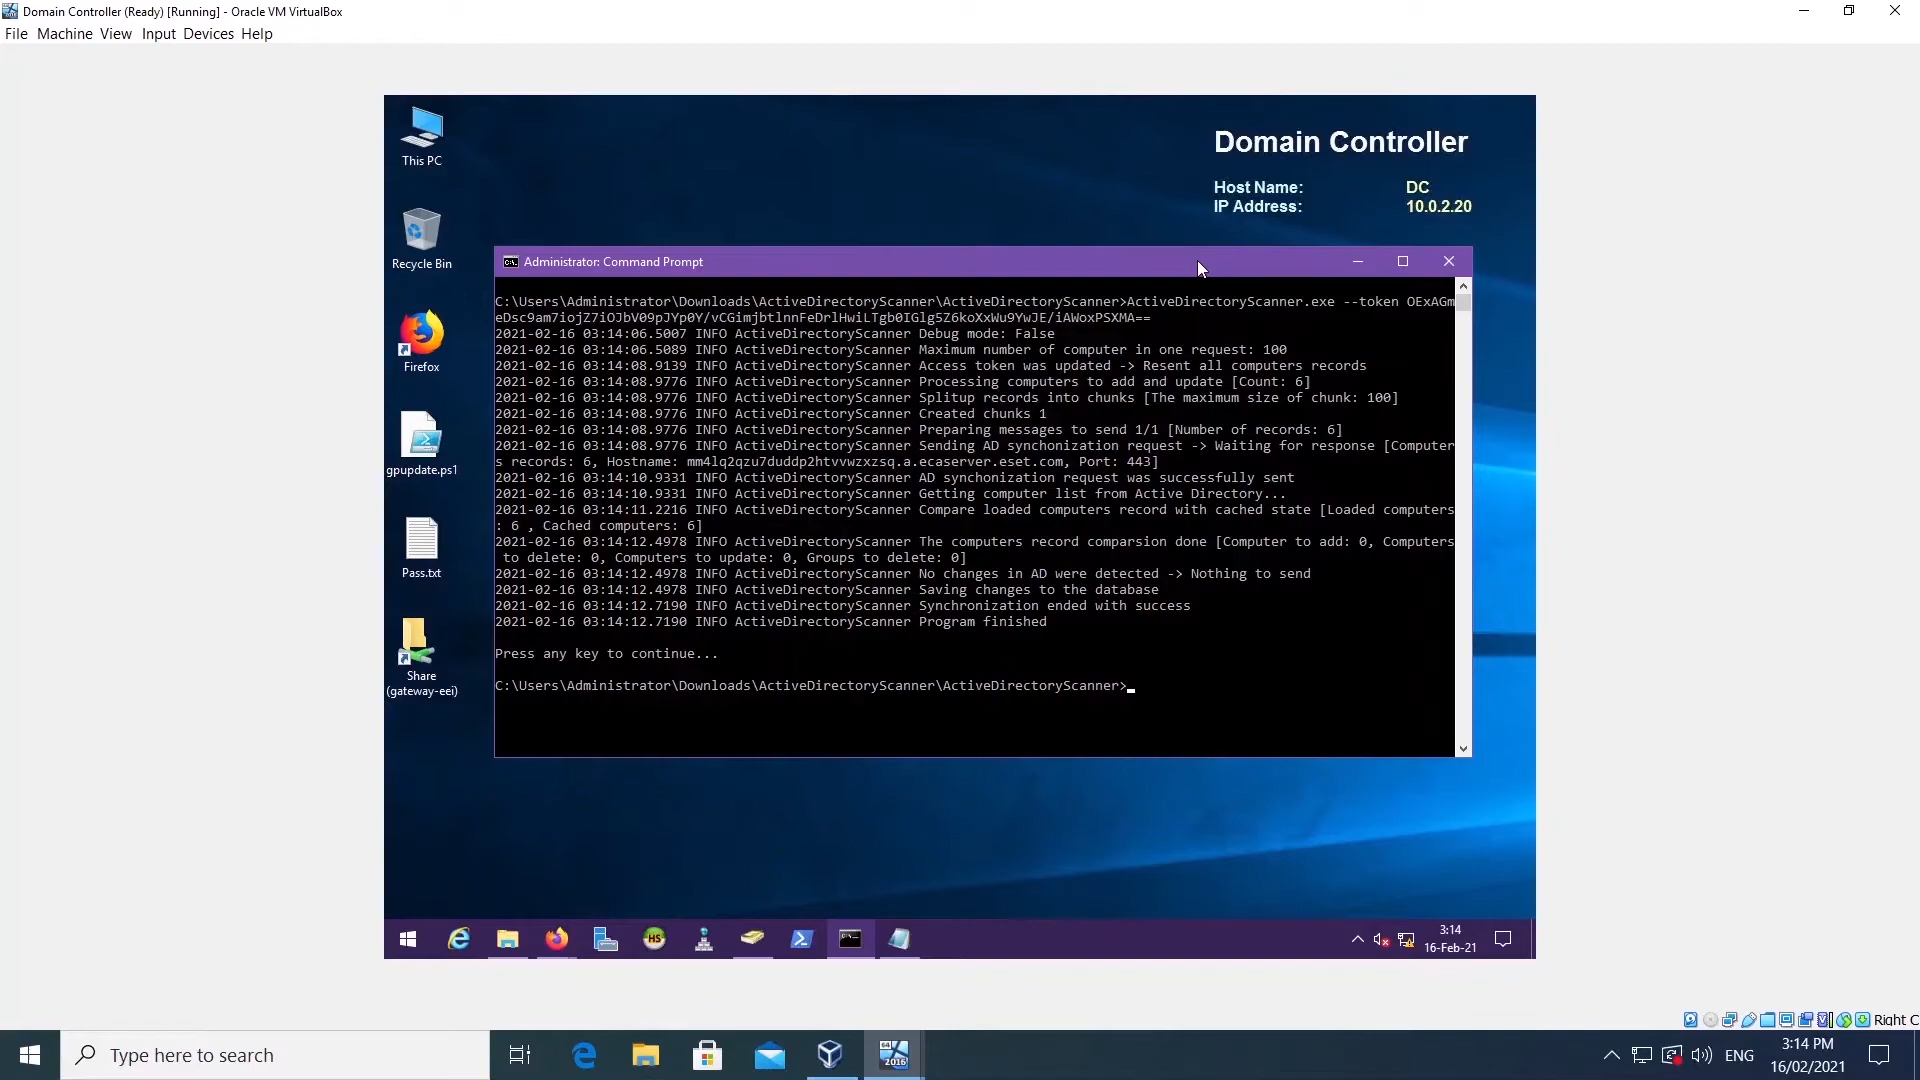 Domain Controller (Ready) [Running] - Oracle VM VirtualBox
File Machine View Input Devices Help
This PC
Recycle Bin
Firefox
gpupdate.ps1
Pass.txt
Share
(gateway-eei)
Domain Controller
Host Name: DC
IP Address: 10.0.2.20
Administrator: Command Prompt
C:\Users\Administrator\Downloads\ActiveDirectoryScanner\ActiveDirectoryScanner>ActiveDirectoryScanner.exe --token OExAGm
eDsc9am7iojZ7iOJbV09pJYp0Y/vCGimjbtlnnFeDrlHwiLTgb0IGlg5Z6koXxWu9YwJE/iAWoxPSXMA==
2021-02-16 03:14:06.5007 INFO ActiveDirectoryScanner Debug mode: False
2021-02-16 03:14:06.5089 INFO ActiveDirectoryScanner Maximum number of computer in one request: 100
2021-02-16 03:14:08.9139 INFO ActiveDirectoryScanner Access token was updated -> Resent all computers records
2021-02-16 03:14:08.9776 INFO ActiveDirectoryScanner Processing computers to add and update [Count: 6]
2021-02-16 03:14:08.9776 INFO ActiveDirectoryScanner Splitup records into chunks [The maximum size of chunk: 100]
2021-02-16 03:14:08.9776 INFO ActiveDirectoryScanner Created chunks 1
2021-02-16 03:14:08.9776 INFO ActiveDirectoryScanner Preparing messages to send 1/1 [Number of records: 6]
2021-02-16 03:14:08.9776 INFO ActiveDirectoryScanner Sending AD synchonization request -> Waiting for response [Computer
s records: 6, Hostname: mm4lq2qzu7duddp2htvvwzxzsq.a.ecaserver.eset.com, Port: 443]
2021-02-16 03:14:10.9331 INFO ActiveDirectoryScanner AD synchonization request was successfully sent
2021-02-16 03:14:10.9331 INFO ActiveDirectoryScanner Getting computer list from Active Directory...
2021-02-16 03:14:11.2216 INFO ActiveDirectoryScanner Compare loaded computers record with cached state [Loaded computers
: 6 , Cached computers: 6]
2021-02-16 03:14:12.4978 INFO ActiveDirectoryScanner The computers record comparsion done [Computer to add: 0, Computers
to delete: 0, Computers to update: 0, Groups to delete: 0]
2021-02-16 03:14:12.4978 INFO ActiveDirectoryScanner No changes in AD were detected -> Nothing to send
2021-02-16 03:14:12.4978 INFO ActiveDirectoryScanner Saving changes to the database
2021-02-16 03:14:12.7190 INFO ActiveDirectoryScanner Synchronization ended with success
2021-02-16 03:14:12.7190 INFO ActiveDirectoryScanner Program finished
Press any key to continue...
C:\Users\Administrator\Downloads\ActiveDirectoryScanner\ActiveDirectoryScanner>
HS
3:14
16-Feb-21
Right C
Type here to search
64
2016
ENG
3:14 PM
16/02/2021